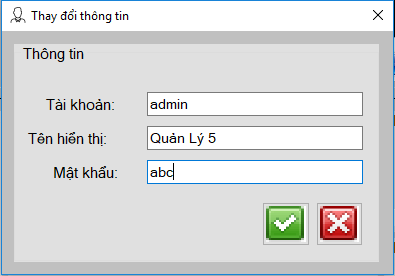 Thay đổi thông tin
Thông tin
Tài khoản: admin
Tên hiển thị: Quản Lý 5
Mật khẩu: abc